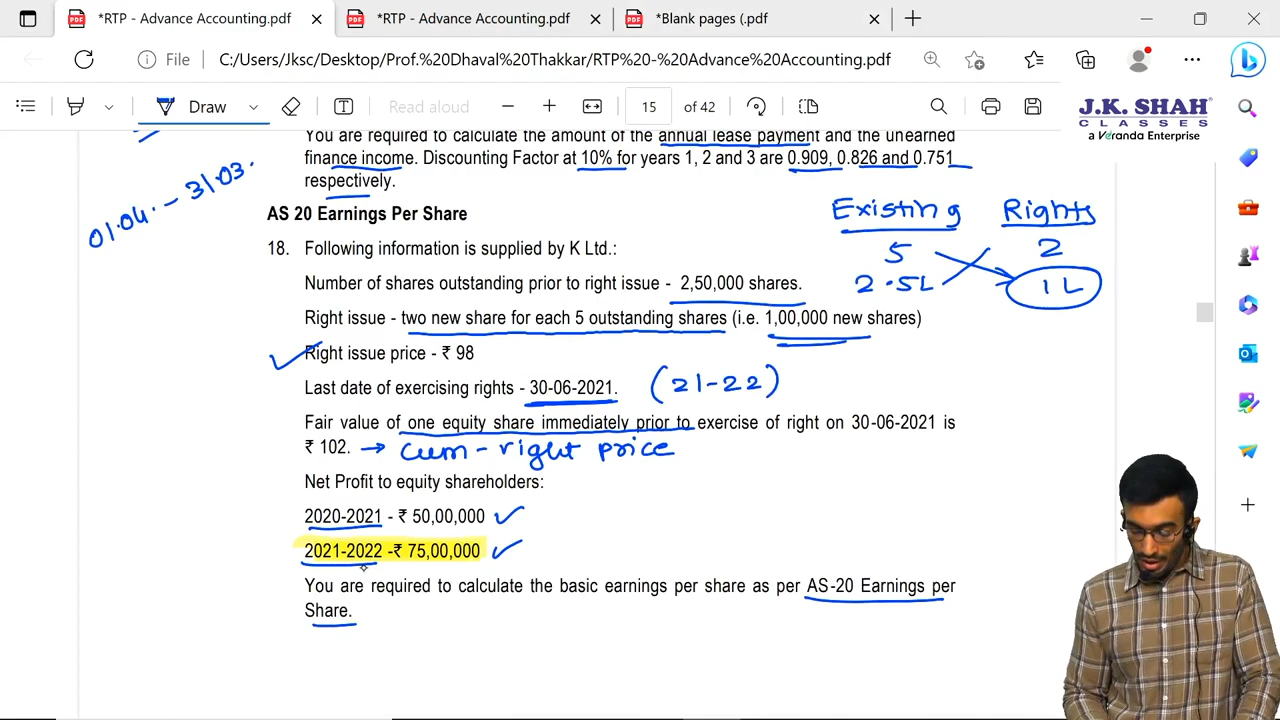 *RTP - Advance Accounting.pdf
*RTP - Advance Accounting.pdf
*Blank pages (.pdf
File C:/Users/Jksc/Desktop/Prof.%20Dhaval%20Thakkar/RTP%20-%20Advance%20Accounting.pdf
Draw
Read aloud
15 of 42
J.K. SHAH®
CLASSES
a Veranda Enterprise
You are required to calculate the amount of the annual lease payment and the unearned
finance income. Discounting Factor at 10% for years 1, 2 and 3 are 0.909, 0.826 and 0.751
respectively.
01.04. - 31.03.
AS 20 Earnings Per Share
Existing Rights
18. Following information is supplied by K Ltd.:
5 2
Number of shares outstanding prior to right issue - 2,50,000 shares.
2.5L 1L
Right issue - two new share for each 5 outstanding shares (i.e. 1,00,000 new shares)
Right issue price - ₹ 98
Last date of exercising rights - 30-06-2021. (21-22)
Fair value of one equity share immediately prior to exercise of right on 30-06-2021 is
₹ 102. → cum-right price
Net Profit to equity shareholders:
2020-2021 - ₹ 50,00,000 ✓
2021-2022 -₹ 75,00,000 ✓
You are required to calculate the basic earnings per share as per AS-20 Earnings per
Share.